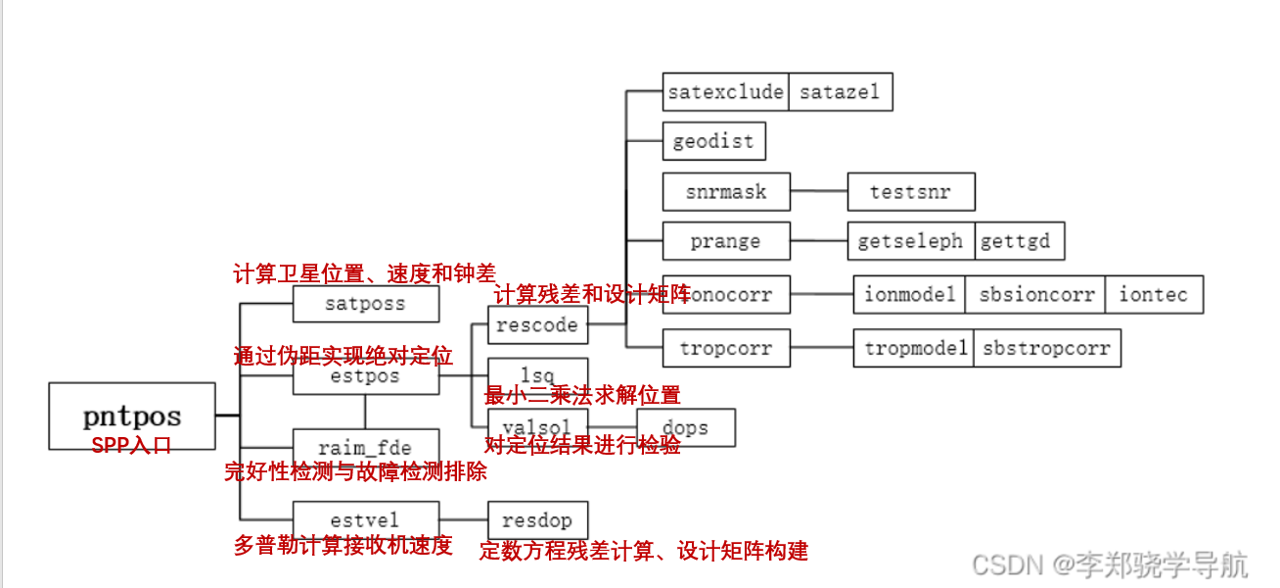 satexclude satazel
geodist
snrmask testsnr
prange getseleph gettgd
计算卫星位置、速度和钟差
satposs
计算残差和设计矩阵
onocorr ionmodel sbsioncorr iontec
rescode
tropcorr tropmodel sbstropcorr
通过伪距实现绝对定位
estpos
lsq
最小二乘法求解位置
pntpos
SPP入口
valsol dops
对定位结果进行检验
raim_fde
完好性检测与故障检测排除
estvel resdop
多普勒计算接收机速度
定数方程残差计算、设计矩阵构建
CSDN @李郑骁学导航